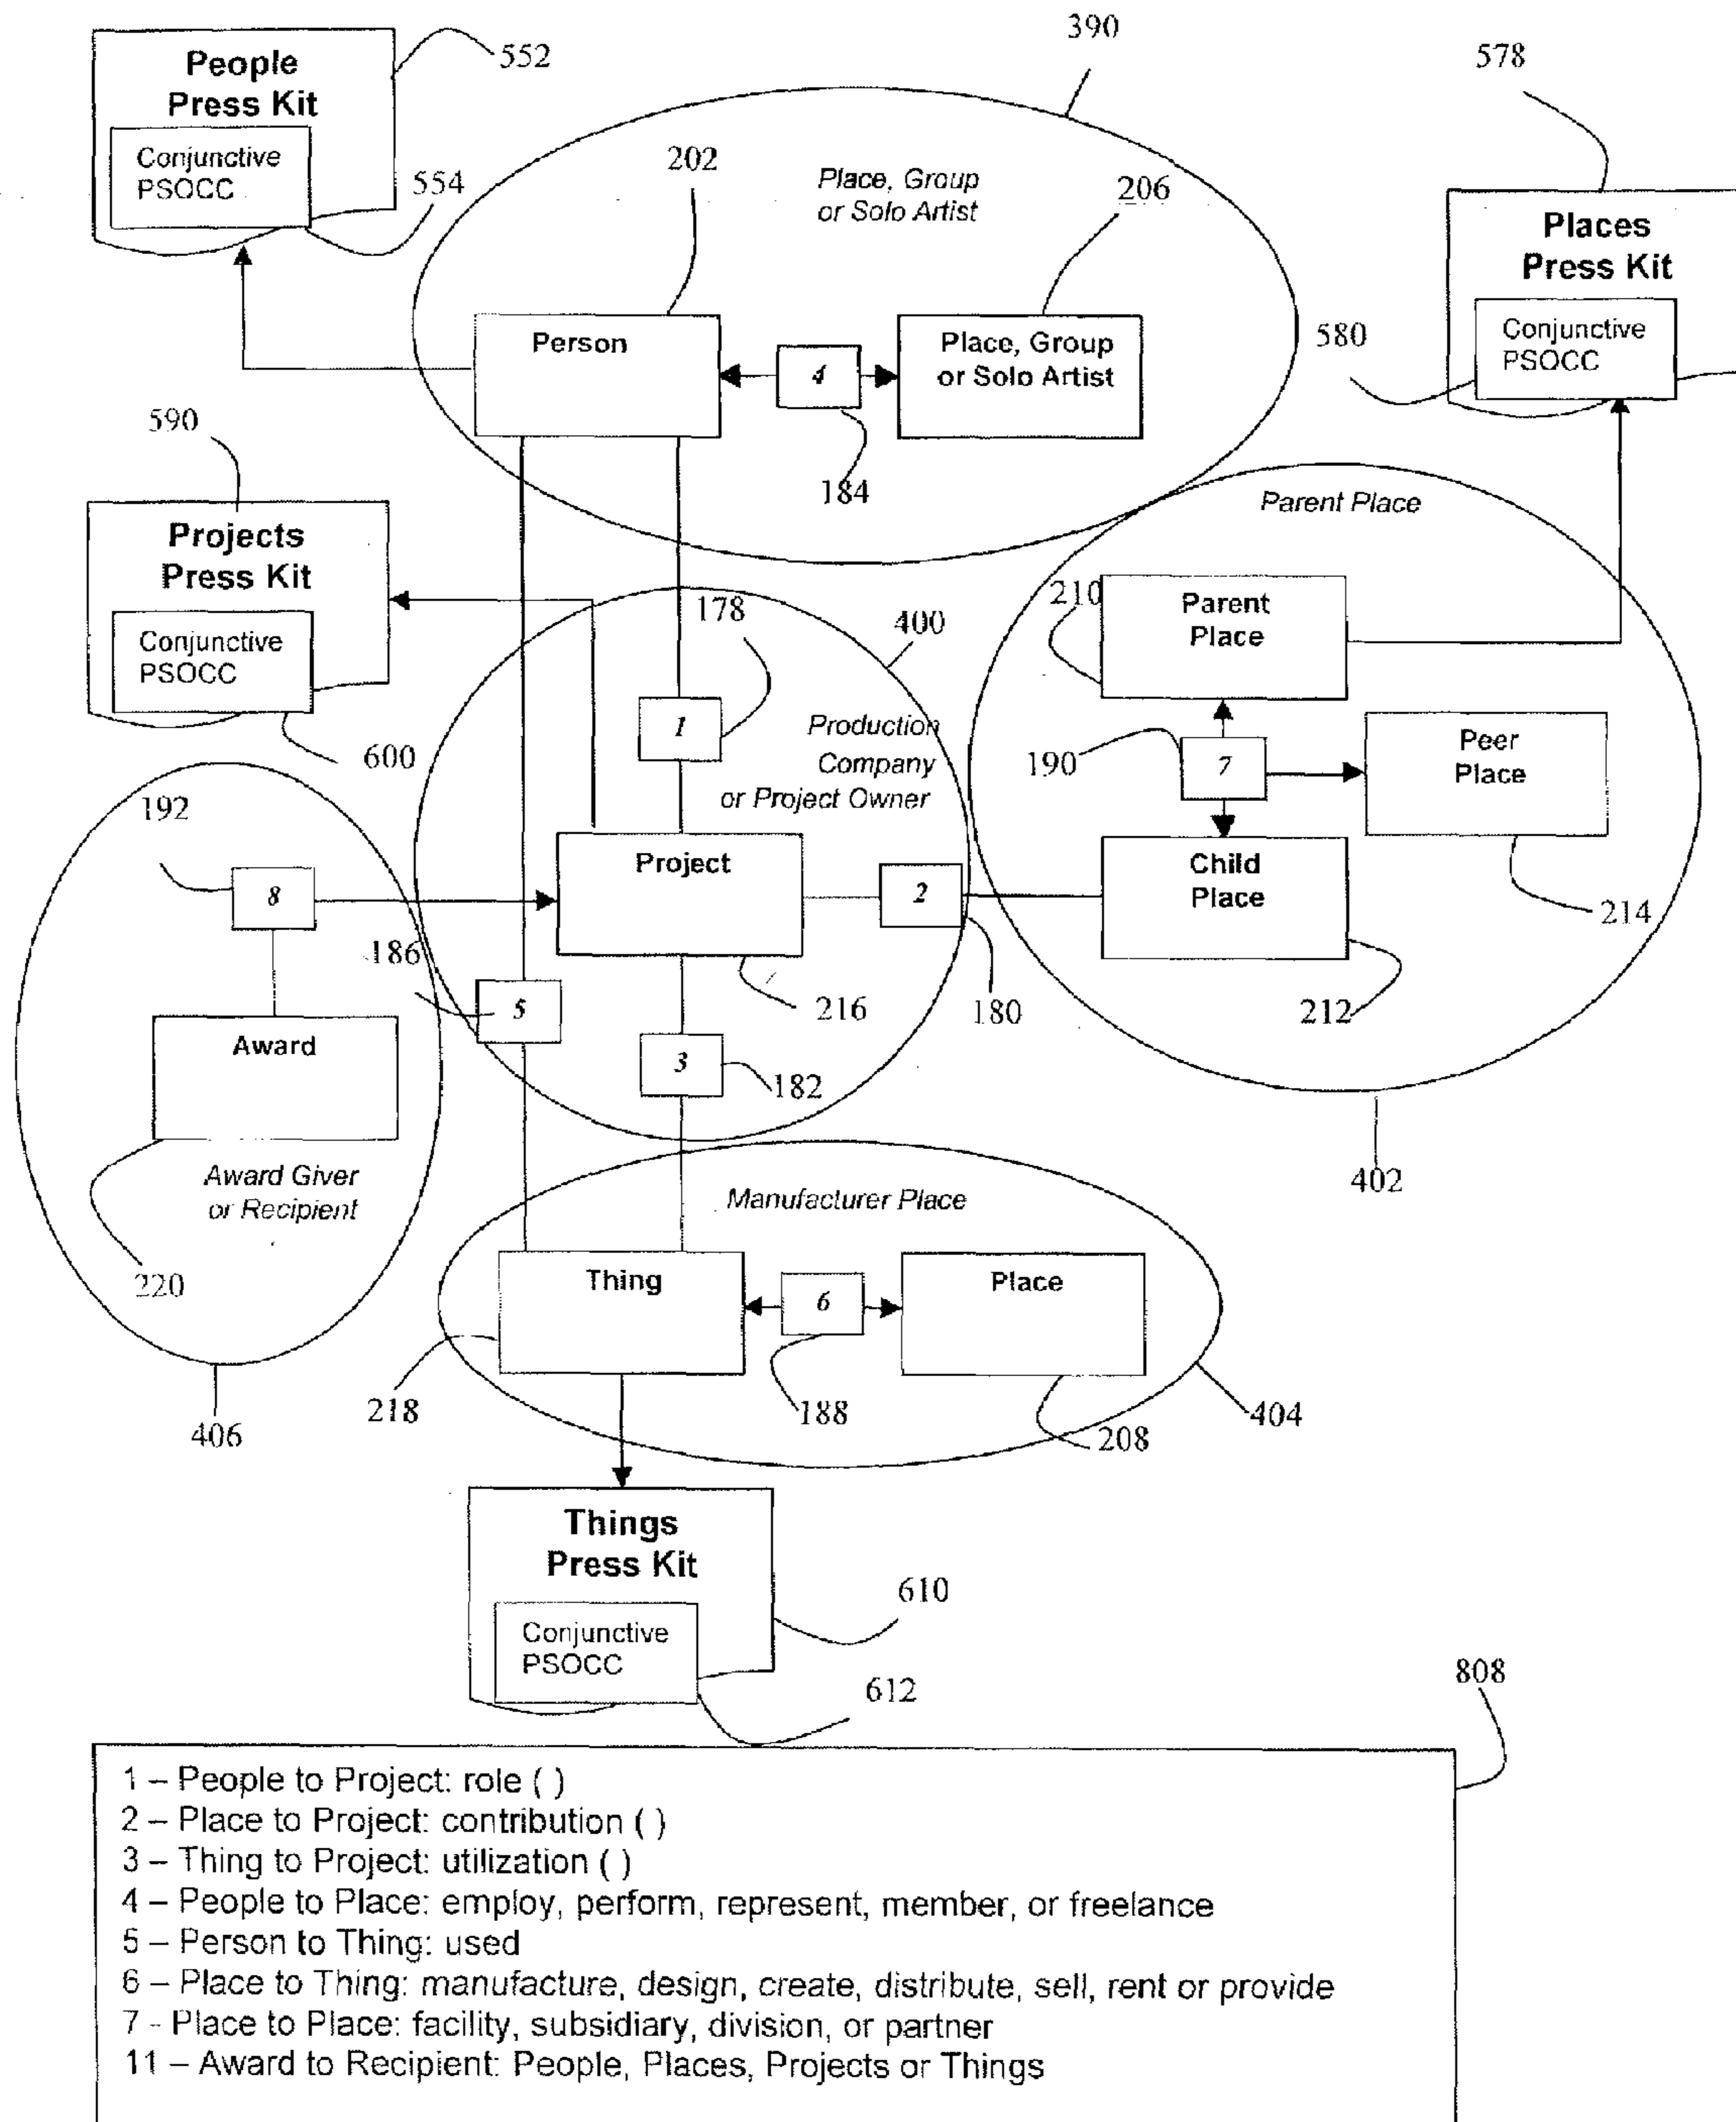 390
552
578
People
Press Kit
Conjunctive
PSOCC
554
202
Place, Group
or Solo Artist
206
Places
Press Kit
Conjunctive
PSOCC
580
Person
4
Place, Group
or Solo Artist
184
590
Projects
Press Kit
Conjunctive
PSOCC
600
Parent Place
210
Parent
Place
178
400
1
Production
Company
or Project Owner
190
7
Peer
Place
192
8
Project
2
Child
Place
214
186
5
216
180
212
Award
3
182
Award Giver
or Recipient
402
220
Manufacturer Place
Thing
6
Place
218
188
404
208
406
Things
Press Kit
Conjunctive
PSOCC
610
612
808
1 – People to Project: role ( )
2 – Place to Project: contribution ( )
3 – Thing to Project: utilization ( )
4 – People to Place: employ, perform, represent, member, or freelance
5 – Person to Thing: used
6 – Place to Thing: manufacture, design, create, distribute, sell, rent or provide
7 - Place to Place: facility, subsidiary, division, or partner
11 – Award to Recipient: People, Places, Projects or Things